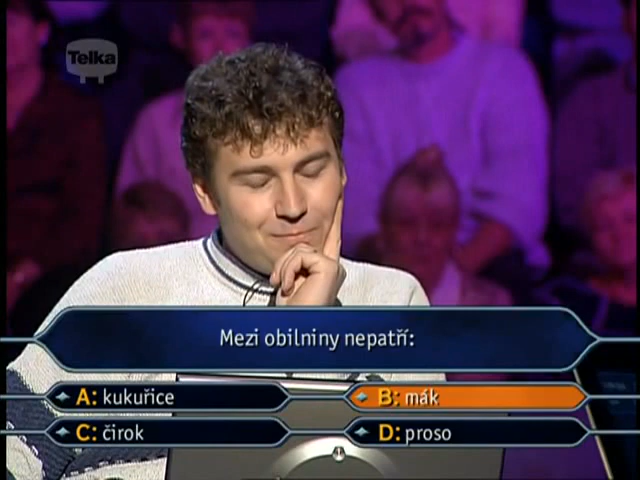 Telka
Mezi obilniny nepatří:
A: kukuřice
B: mák
C: čirok
D: proso